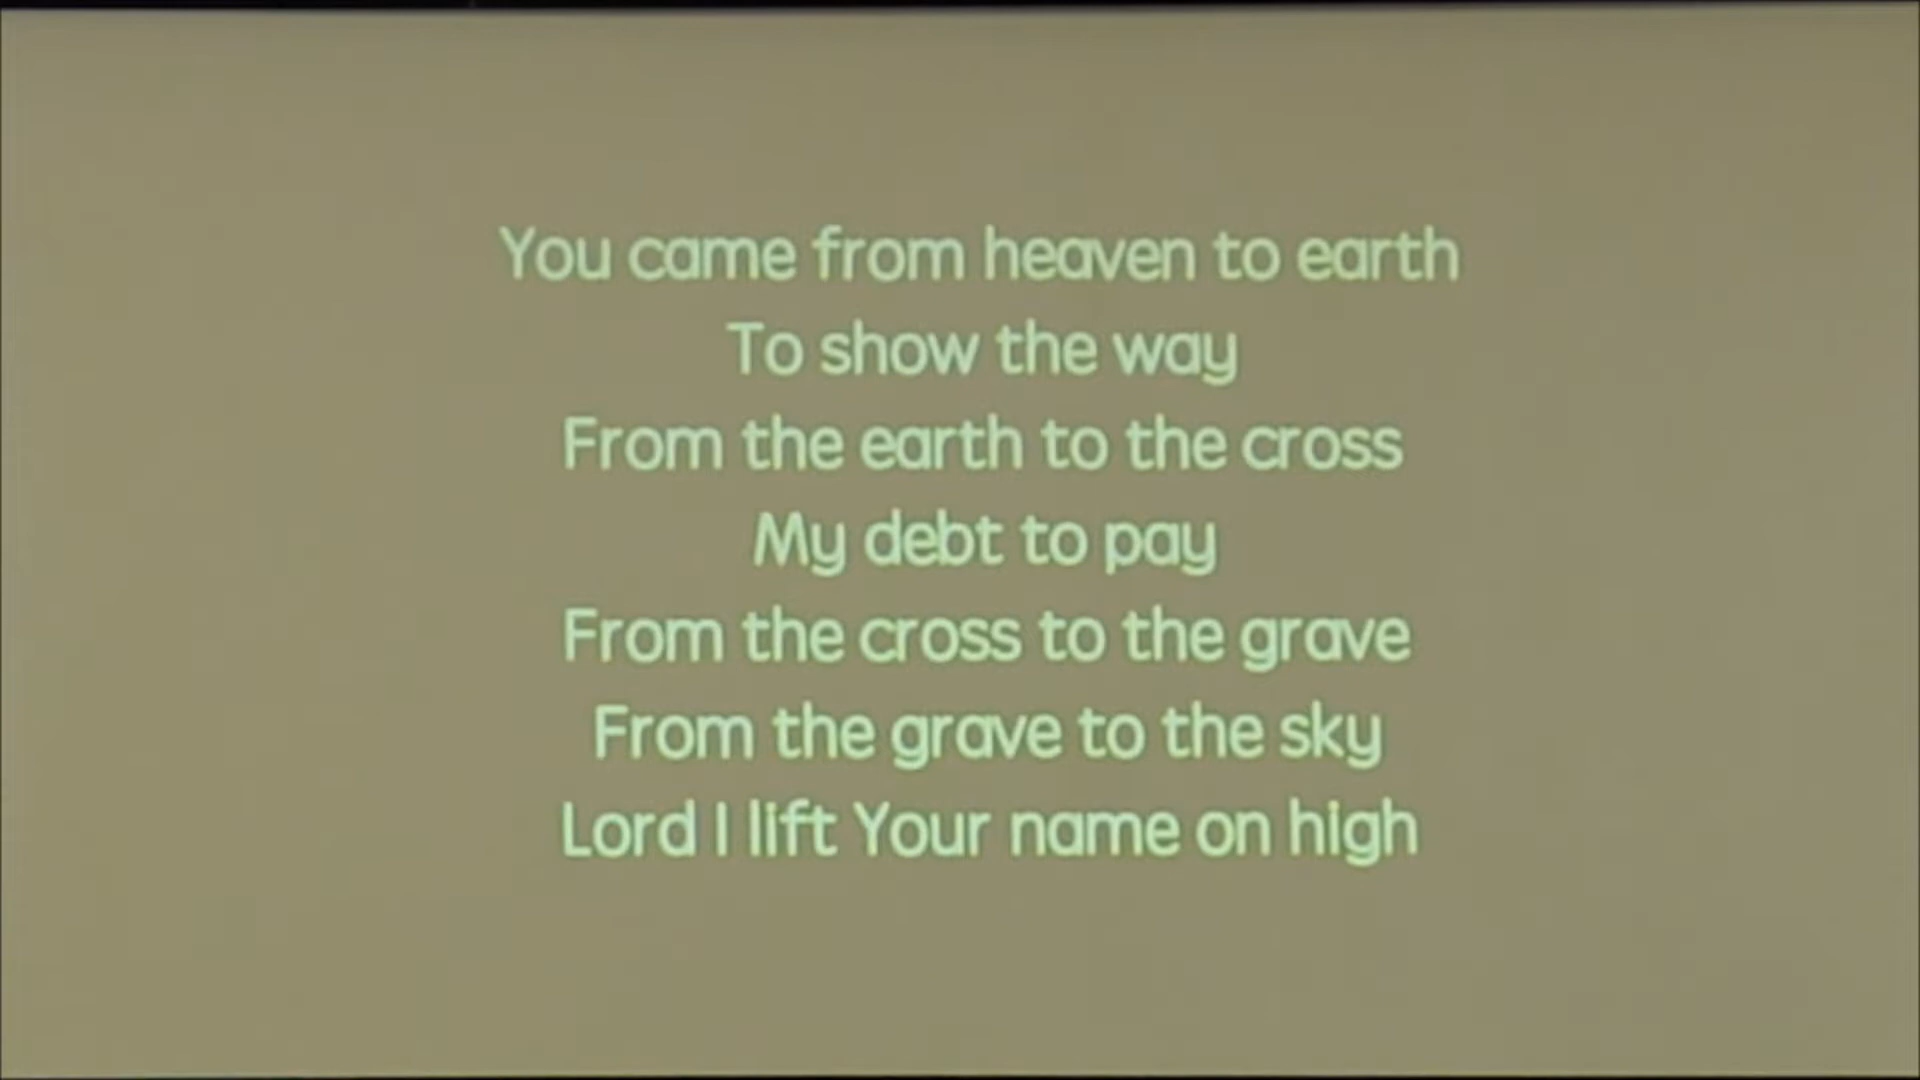 You came from heaven to earth
To show the way
From the earth to the cross
My debt to pay
From the cross to the grave
From the grave to the sky
Lord I lift Your name on high